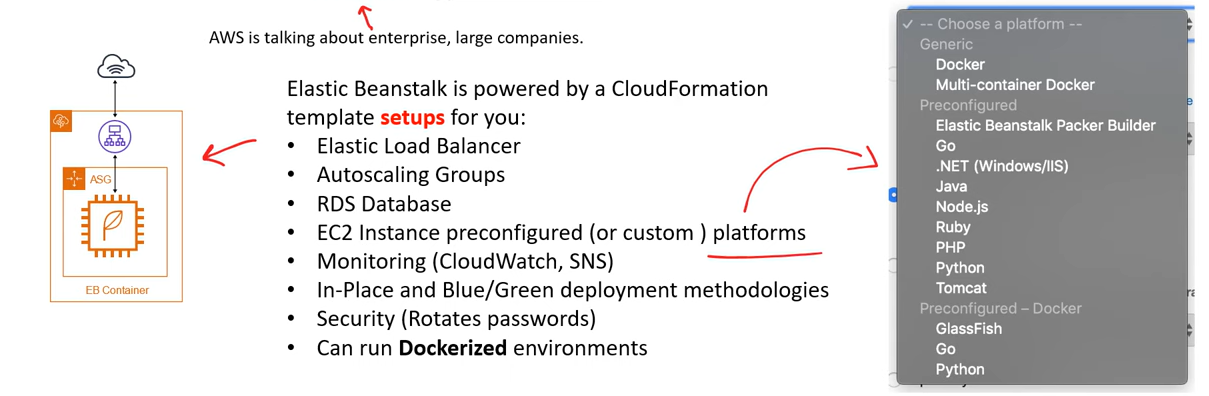 AWS is talking about enterprise, large companies.
Elastic Beanstalk is powered by a CloudFormation
template setups for you:
• Elastic Load Balancer
• Autoscaling Groups
• RDS Database
• EC2 Instance preconfigured (or custom ) platforms
• Monitoring (CloudWatch, SNS)
• In-Place and Blue/Green deployment methodologies
• Security (Rotates passwords)
• Can run Dockerized environments
ASG
EB Container
✓ -- Choose a platform --
Generic
Docker
Multi-container Docker
Preconfigured
Elastic Beanstalk Packer Builder
Go
.NET (Windows/IIS)
Java
Node.js
Ruby
PHP
Python
Tomcat
Preconfigured – Docker
GlassFish
Go
Python